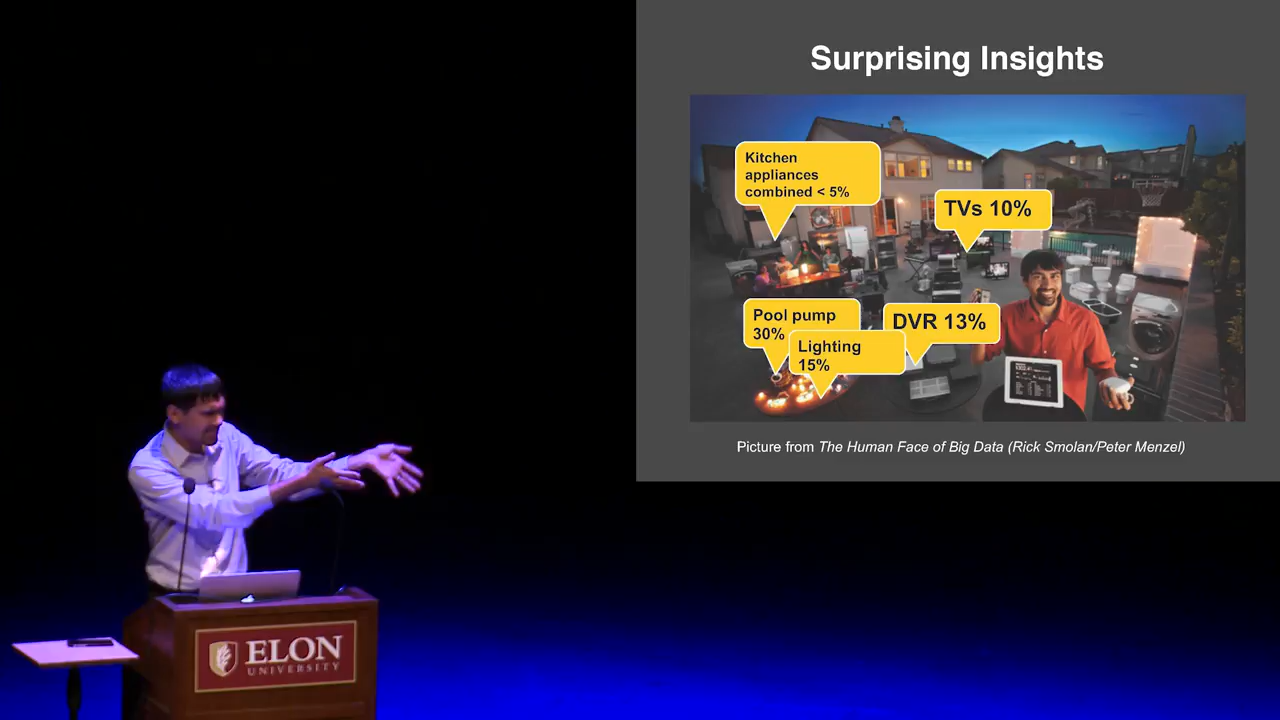 Surprising Insights
Kitchen
appliances
combined < 5%
TVs 10%
Pool pump
30%
DVR 13%
Lighting
15%
Picture from The Human Face of Big Data (Rick Smolan/Peter Menzel)
ELON
UNIVERSITY